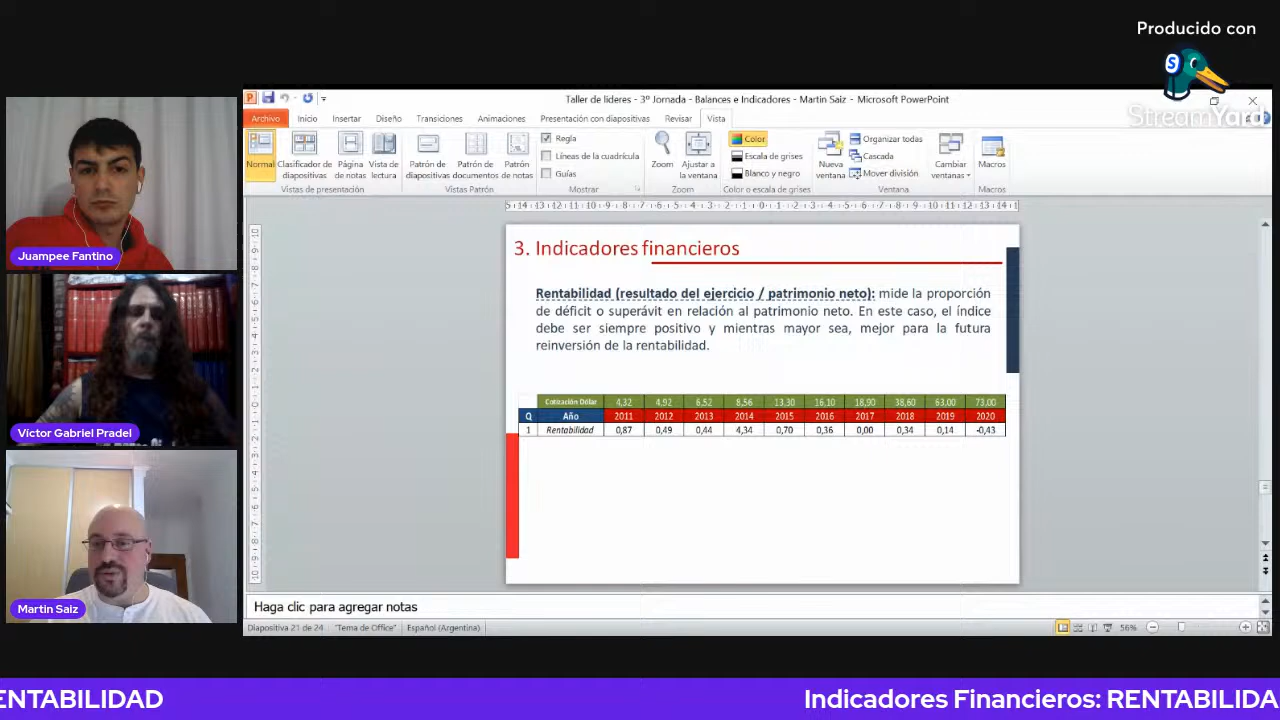 Producido con
StreamYard
Taller de líderes - 3º Jornada - Balances e Indicadores - Martin Saiz - Microsoft PowerPoint
Archivo Inicio Insertar Diseño Transiciones Animaciones Presentación con diapositivas Revisar Vista
Normal Clasificador de diapositivas Página de notas Vista de lectura
Patrón de diapositivas Patrón de documentos Patrón de notas
Regla
Líneas de la cuadrícula
Guías
Zoom Ajustar a la ventana
Color
Escala de grises
Blanco y negro
Nueva ventana
Organizar todas
Cascada
Mover división
Cambiar ventanas
Macros
Vistas de presentación Vistas Patrón Mostrar Zoom Color o escala de grises Ventana Macros
3. Indicadores financieros
Rentabilidad (resultado del ejercicio / patrimonio neto): mide la proporción
de déficit o superávit en relación al patrimonio neto. En este caso, el índice
debe ser siempre positivo y mientras mayor sea, mejor para la futura
reinversión de la rentabilidad.
Cotización Dólar 4,32 4,92 6,52 8,56 13,30 16,10 18,90 38,60 63,00 73,00
Q Año 2011 2012 2013 2014 2015 2016 2017 2018 2019 2020
1 Rentabilidad 0,87 0,49 0,44 4,34 0,70 0,36 0,00 0,34 0,14 -0,43
Juampee Fantino
Víctor Gabriel Pradel
Martin Saiz
Haga clic para agregar notas
Diapositiva 21 de 24 "Tema de Office" Español (Argentina) 56%
ENTABILIDAD Indicadores Financieros: RENTABILIDA